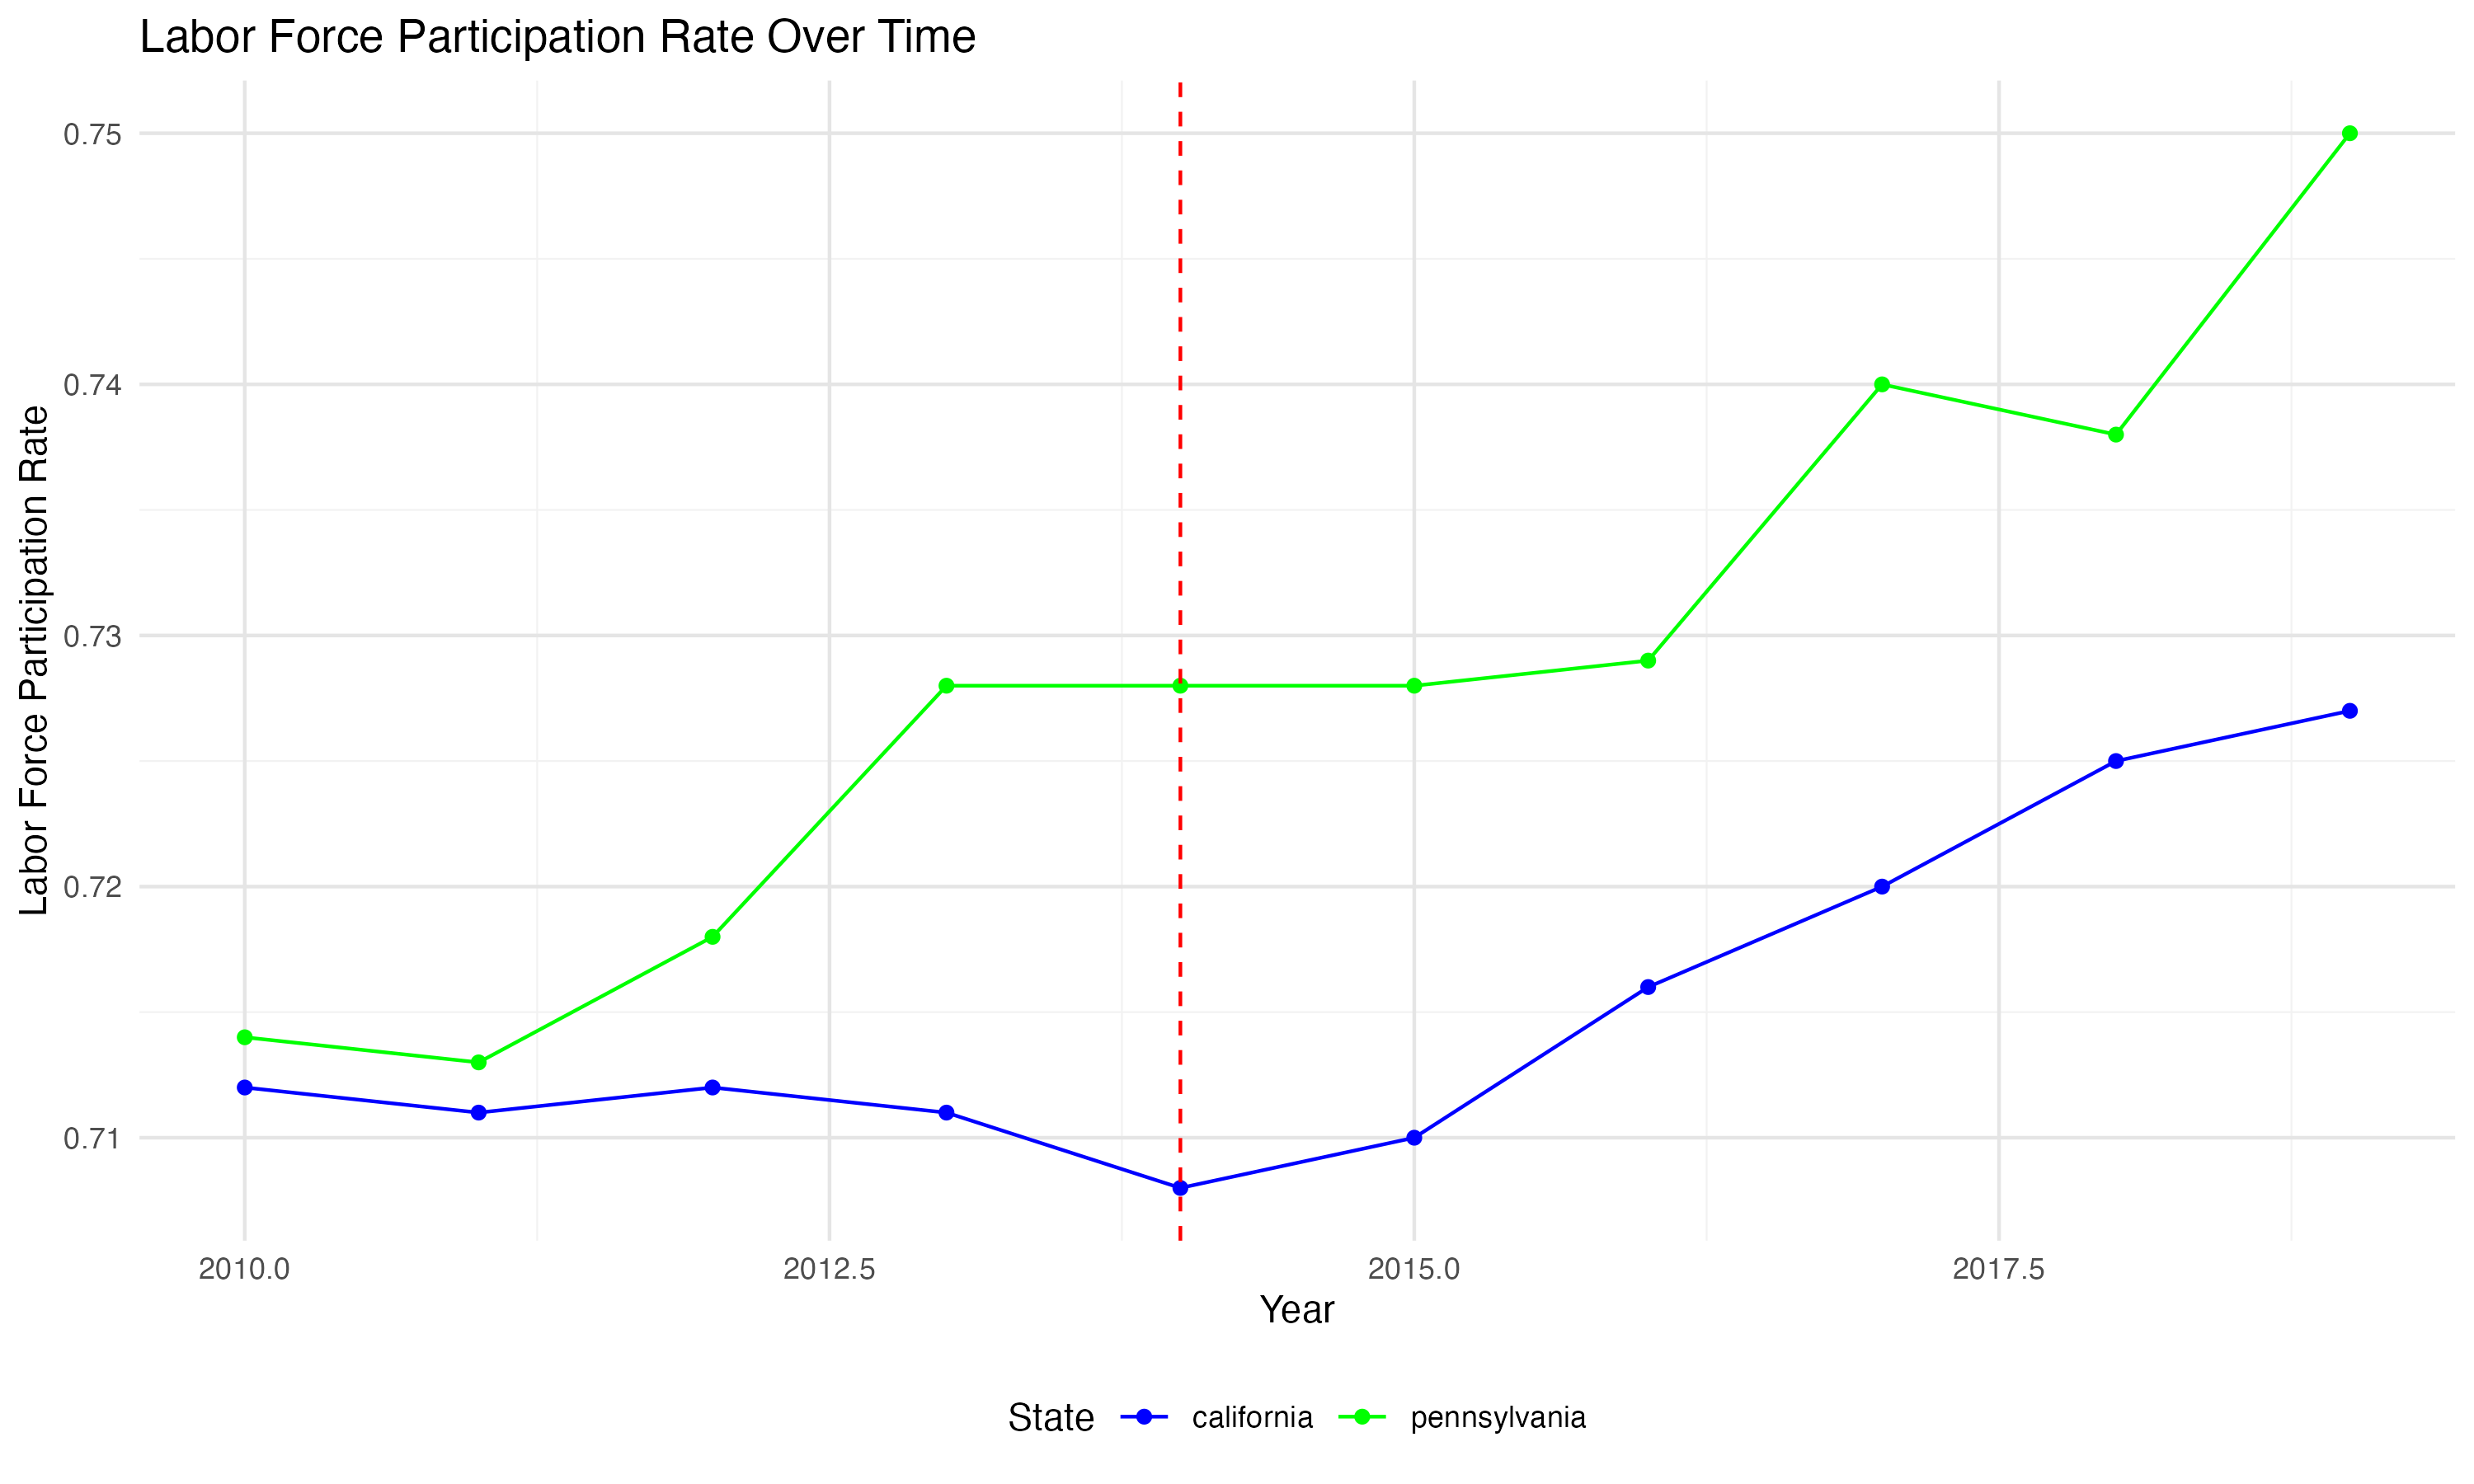 Labor Force Participation Rate Over Time
Labor Force Participation Rate
0.75
0.74
0.73
0.72
0.71
2010.0 2012.5 2015.0 2017.5
Year
State california pennsylvania